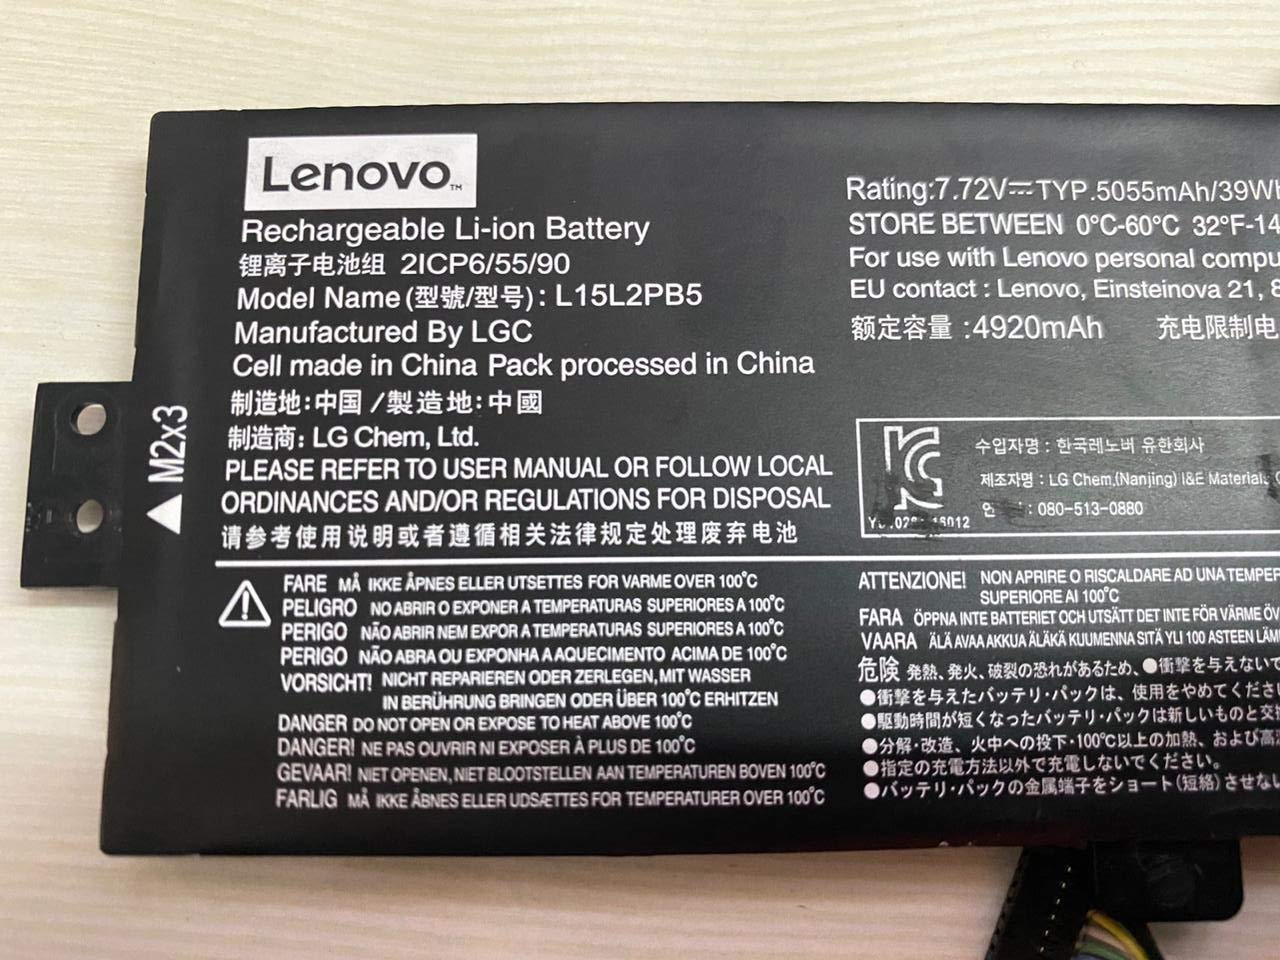 Lenovo™
Rechargeable Li-ion Battery
锂离子电池组 2ICP6/55/90
Model Name (型號/型号) : L15L2PB5
Manufactured By LGC
Cell made in China Pack processed in China
制造地:中国 /製造地:中國
制造商: LG Chem, Ltd.
PLEASE REFER TO USER MANUAL OR FOLLOW LOCAL
ORDINANCES AND/OR REGULATIONS FOR DISPOSAL
请参考使用说明或者遵循相关法律规定处理废弃电池
▲ M2x3
Rating:7.72V⎓TYP.5055mAh/39Wh
STORE BETWEEN 0°C-60°C 32°F-14
For use with Lenovo personal compu
EU contact : Lenovo, Einsteinova 21, 8
额定容量 :4920mAh 充电限制电
수입자명 : 한국레노버 유한회사
제조자명 : LG Chem,(Nanjing) I&E Materials
: 080-513-0880
FARE MÅ IKKE ÅPNES ELLER UTSETTES FOR VARME OVER 100°C
PELIGRO NO ABRIR O EXPONER A TEMPERATURAS SUPERIORES A 100°C
PERIGO NÃO ABRIR NEM EXPOR A TEMPERATURAS SUPERIORES A 100°C
PERIGO NÃO ABRA OU EXPONHA A AQUECIMENTO ACIMA DE 100°C
VORSICHT! NICHT REPARIEREN ODER ZERLEGEN, MIT WASSER
IN BERÜHRUNG BRINGEN ODER ÜBER 100°C ERHITZEN
DANGER DO NOT OPEN OR EXPOSE TO HEAT ABOVE 100°C
DANGER! NE PAS OUVRIR NI EXPOSER À PLUS DE 100°C
GEVAAR! NIET OPENEN, NIET BLOOTSTELLEN AAN TEMPERATUREN BOVEN 100°C
FARLIG MÅ IKKE ÅBNES ELLER UDSÆTTES FOR TEMPERATURER OVER 100°C
ATTENZIONE! NON APRIRE O RISCALDARE AD UNA TEMPER
SUPERIORE AI 100°C
FARA ÖPPNA INTE BATTERIET OCH UTSÄTT DET INTE FÖR VÄRME ÖV
VAARA ÄLÄ AVAA AKKUA ÄLÄKÄ KUUMENNA SITÄ YLI 100 ASTEEN LÄM
危険 発熱、発火、破裂の恐れがあるため、●衝撃を与えないで
●衝撃を与えたバッテリ・パックは、使用をやめてくださ
●駆動時間が短くなったバッテリ・パックは新しいものと交
●分解・改造、火中への投下・100°C以上の加熱、および高
●指定の充電方法以外で充電しないでください。
●バッテリ・パックの金属端子をショート(短絡)させない